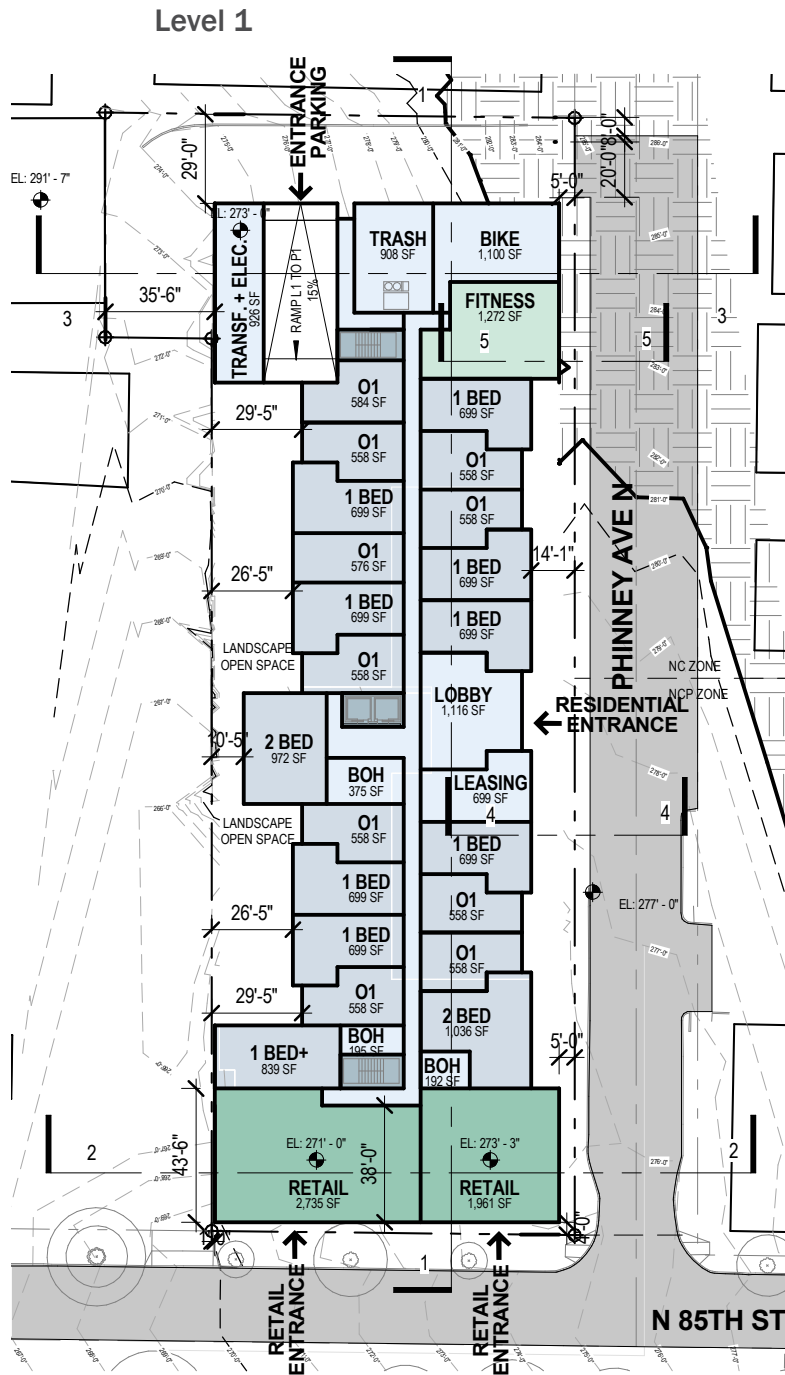 Level 1
ENTRANCE
PARKING
1
29'-0"
20'-0"
8'-0"
5'-0"
EL: 291' - 7"
EL: 273' - 0"
TRANSF. + ELEC.
926 SF
RAMP L1 TO P1
15%
TRASH
908 SF
BIKE
1,100 SF
FITNESS
1,272 SF
35'-6"
3
3
5
5
O1
584 SF
1 BED
699 SF
29'-5"
O1
558 SF
O1
558 SF
1 BED
699 SF
O1
558 SF
O1
576 SF
1 BED
699 SF
14'-1"
26'-5"
1 BED
699 SF
1 BED
699 SF
PHINNEY AVE N
LANDSCAPE
OPEN SPACE
O1
558 SF
NC ZONE
NCP ZONE
LOBBY
1,116 SF
RESIDENTIAL
ENTRANCE
2 BED
972 SF
BOH
375 SF
LEASING
699 SF
LANDSCAPE
OPEN SPACE
O1
558 SF
4
4
1 BED
699 SF
1 BED
699 SF
O1
558 SF
EL: 277' - 0"
26'-5"
1 BED
699 SF
O1
558 SF
29'-5"
O1
558 SF
2 BED
1,036 SF
1 BED+
839 SF
BOH
195 SF
BOH
192 SF
5'-0"
43'-6"
38'-0"
2
2
EL: 271' - 0"
RETAIL
2,735 SF
EL: 273' - 3"
RETAIL
1,961 SF
1
RETAIL
ENTRANCE
RETAIL
ENTRANCE
N 85TH ST